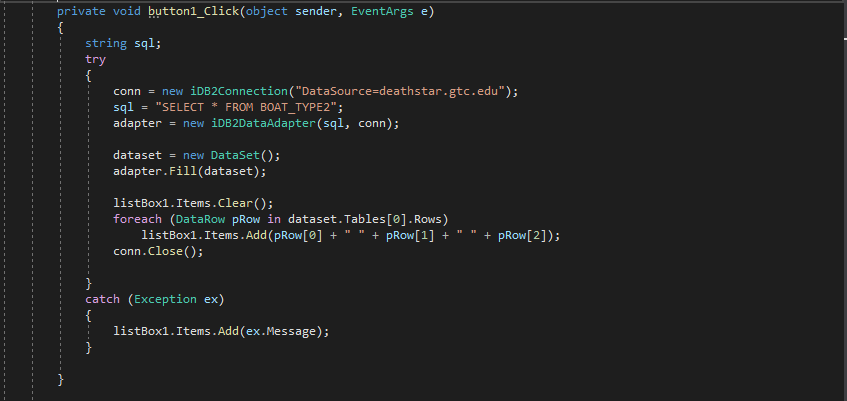 private void button1_Click(object sender, EventArgs e)
{
string sql;
try
{
conn = new iDB2Connection("DataSource=deathstar.gtc.edu");
sql = "SELECT * FROM BOAT_TYPE2";
adapter = new iDB2DataAdapter(sql, conn);
dataset = new DataSet();
adapter.Fill(dataset);
listBox1.Items.Clear();
foreach (DataRow pRow in dataset.Tables[0].Rows)
listBox1.Items.Add(pRow[0] + " " + pRow[1] + " " + pRow[2]);
conn.Close();
}
catch (Exception ex)
{
listBox1.Items.Add(ex.Message);
}
}